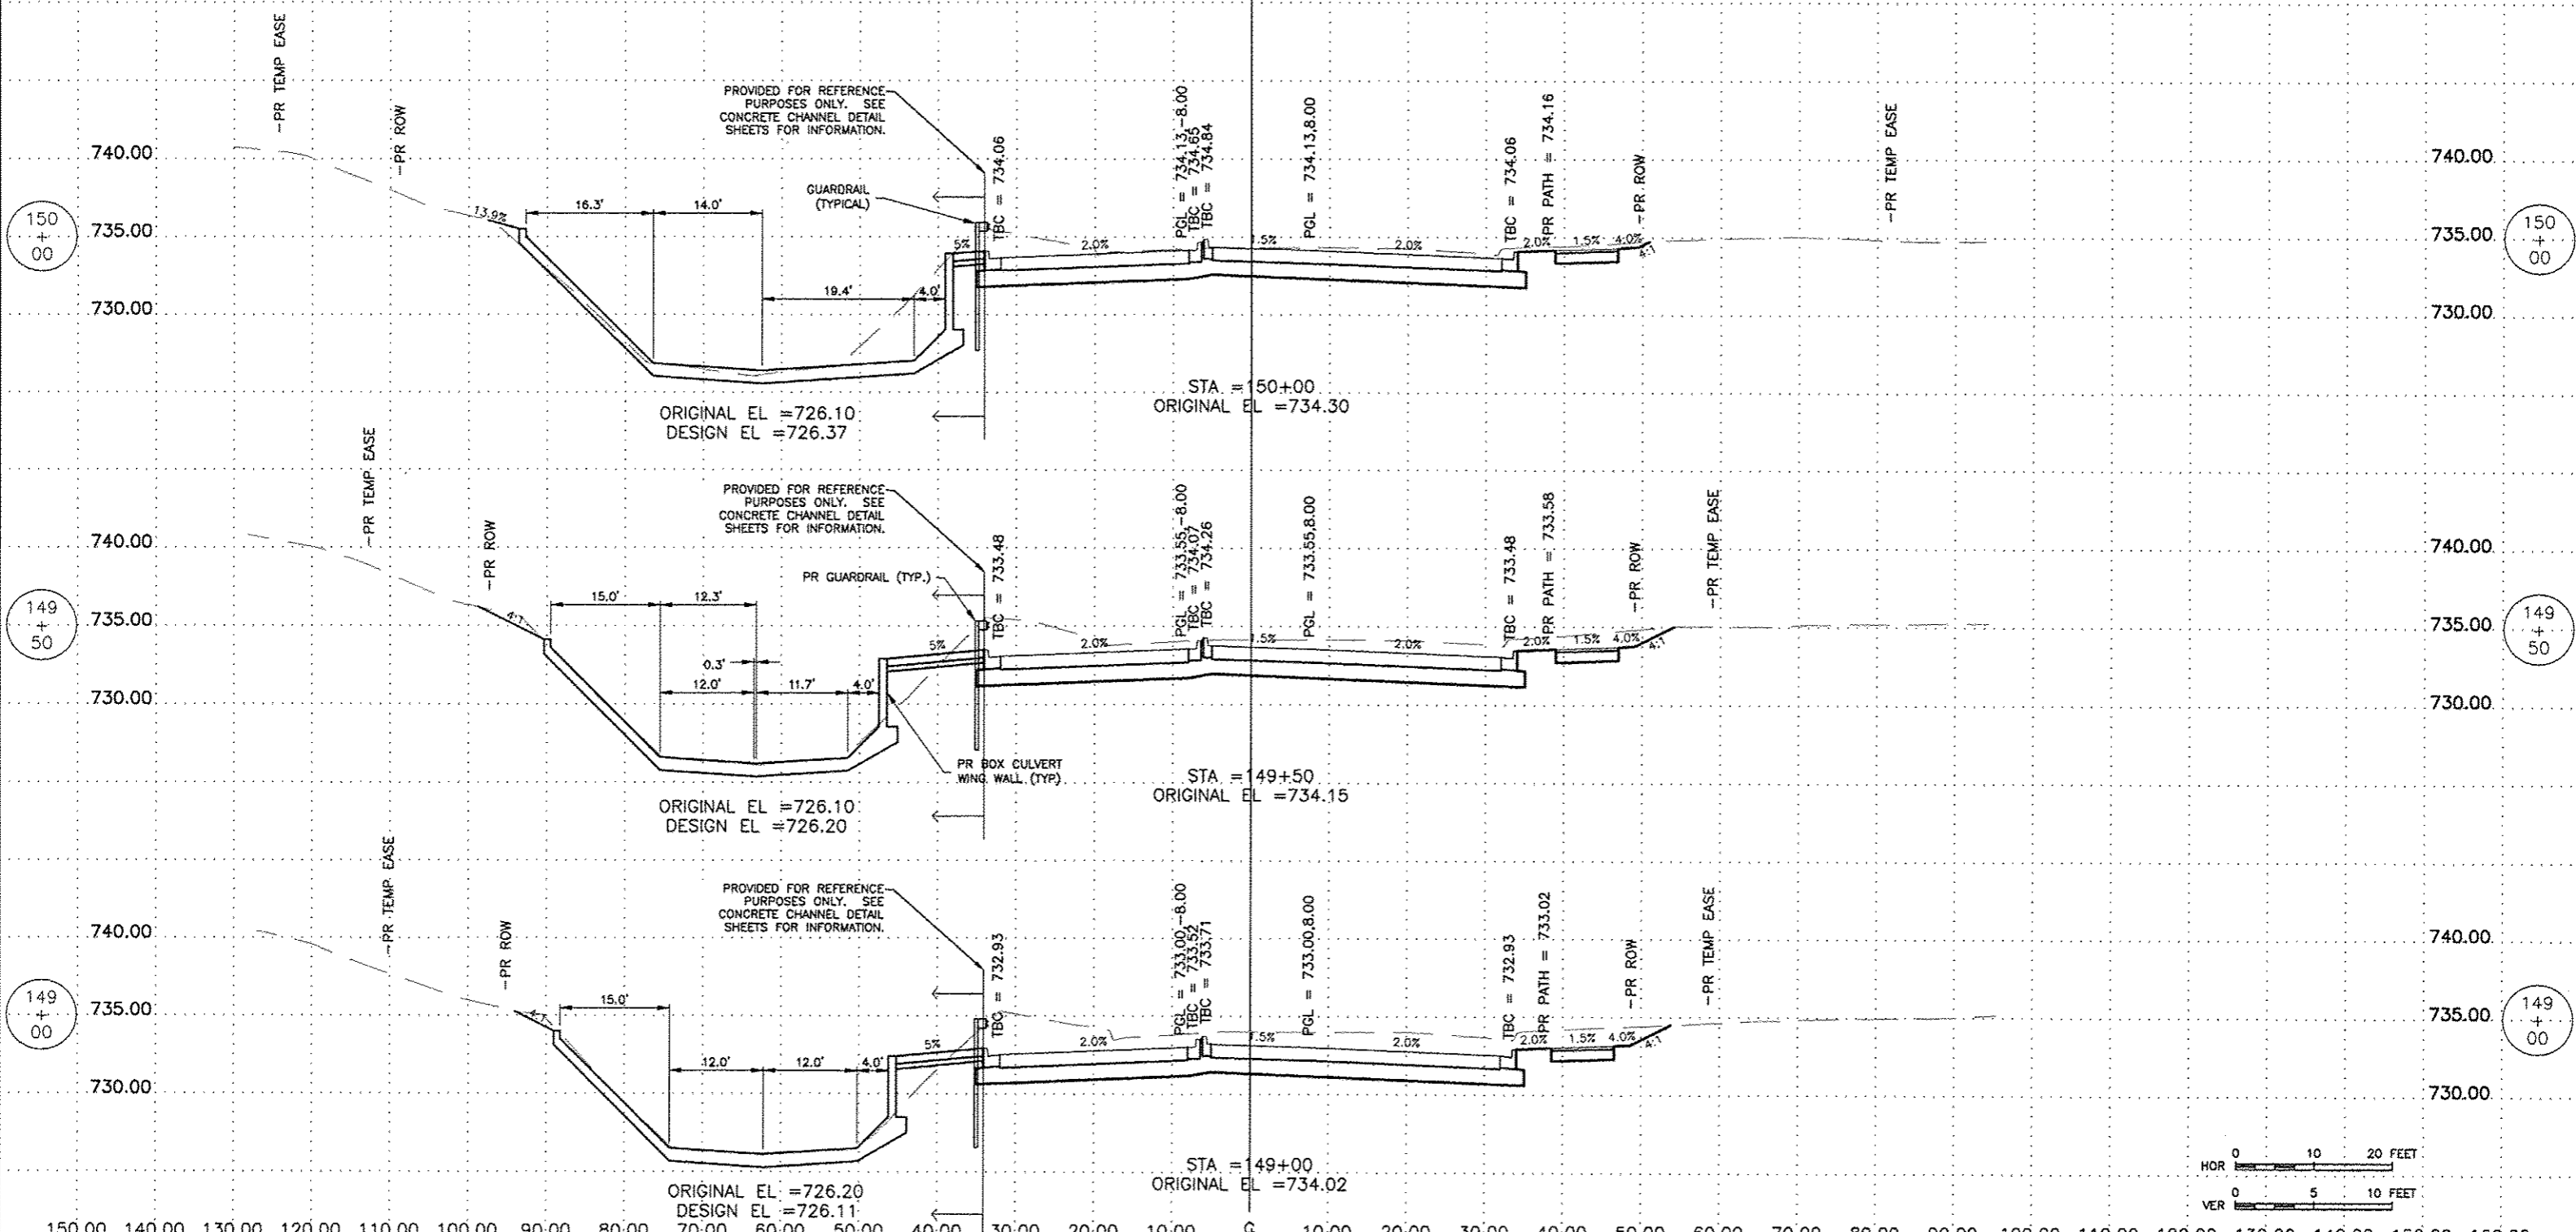 -PR TEMP EASE
-PR ROW
PROVIDED FOR REFERENCE
PURPOSES ONLY. SEE
CONCRETE CHANNEL DETAIL
SHEETS FOR INFORMATION.
GUARDRAIL
(TYPICAL)
TBC = 734.06
PGL = 734.13,-8.00
TBC = 734.65
TBC = 734.84
PGL = 734.13,8.00
TBC = 734.06
PR PATH = 734.16
-PR ROW
-PR TEMP EASE
740.00 740.00
150
+
00
735.00 735.00
730.00 730.00
150
+
00
13.9% 16.3' 14.0'
19.4' 4.0'
5% 2.0% 1.5% 2.0% 2.0% 1.5% 4.0% 4:1
STA =150+00
ORIGINAL EL =734.30
ORIGINAL EL =726.10
DESIGN EL =726.37
-PR TEMP EASE
-PR ROW
PROVIDED FOR REFERENCE
PURPOSES ONLY. SEE
CONCRETE CHANNEL DETAIL
SHEETS FOR INFORMATION.
PR GUARDRAIL (TYP.)
TBC = 733.48
PGL = 733.55,-8.00
TBC = 734.07
TBC = 734.26
PGL = 733.55,8.00
TBC = 733.48
PR PATH = 733.58
-PR ROW
-PR TEMP EASE
740.00 740.00
149
+
50
735.00 735.00
730.00 730.00
149
+
50
4:1 15.0' 12.3'
0.3'
12.0' 11.7' 4.0'
5% 2.0% 1.5% 2.0% 2.0% 1.5% 4.0% 4:1
PR BOX CULVERT
WING WALL (TYP)
STA =149+50
ORIGINAL EL =734.15
ORIGINAL EL =726.10
DESIGN EL =726.20
-PR TEMP EASE
-PR ROW
PROVIDED FOR REFERENCE
PURPOSES ONLY. SEE
CONCRETE CHANNEL DETAIL
SHEETS FOR INFORMATION.
TBC = 732.93
PGL = 733.00,-8.00
TBC = 733.52
TBC = 733.71
PGL = 733.00,8.00
TBC = 732.93
PR PATH = 733.02
-PR ROW
-PR TEMP EASE
740.00 740.00
149
+
00
735.00 735.00
730.00 730.00
149
+
00
4:1 15.0'
12.0' 12.0' 4.0'
5% 2.0% 1.5% 2.0% 2.0% 1.5% 4.0% 4:1
STA =149+00
ORIGINAL EL =734.02
ORIGINAL EL =726.20
DESIGN EL =726.11
HOR 0 10 20 FEET
VER 0 5 10 FEET
150.00 140.00 130.00 120.00 110.00 100.00 90.00 80.00 70.00 60.00 50.00 40.00 30.00 20.00 10.00 0 10.00 20.00 30.00 40.00 50.00 60.00 70.00 80.00 90.00 100.00 110.00 120.00 130.00 140.00 150.00